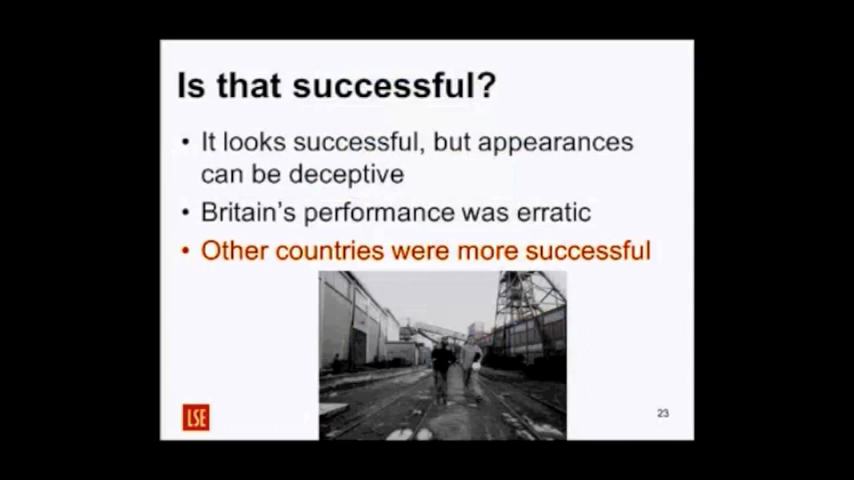 Is that successful?
• It looks successful, but appearances
can be deceptive
• Britain's performance was erratic
• Other countries were more successful
LSE
23